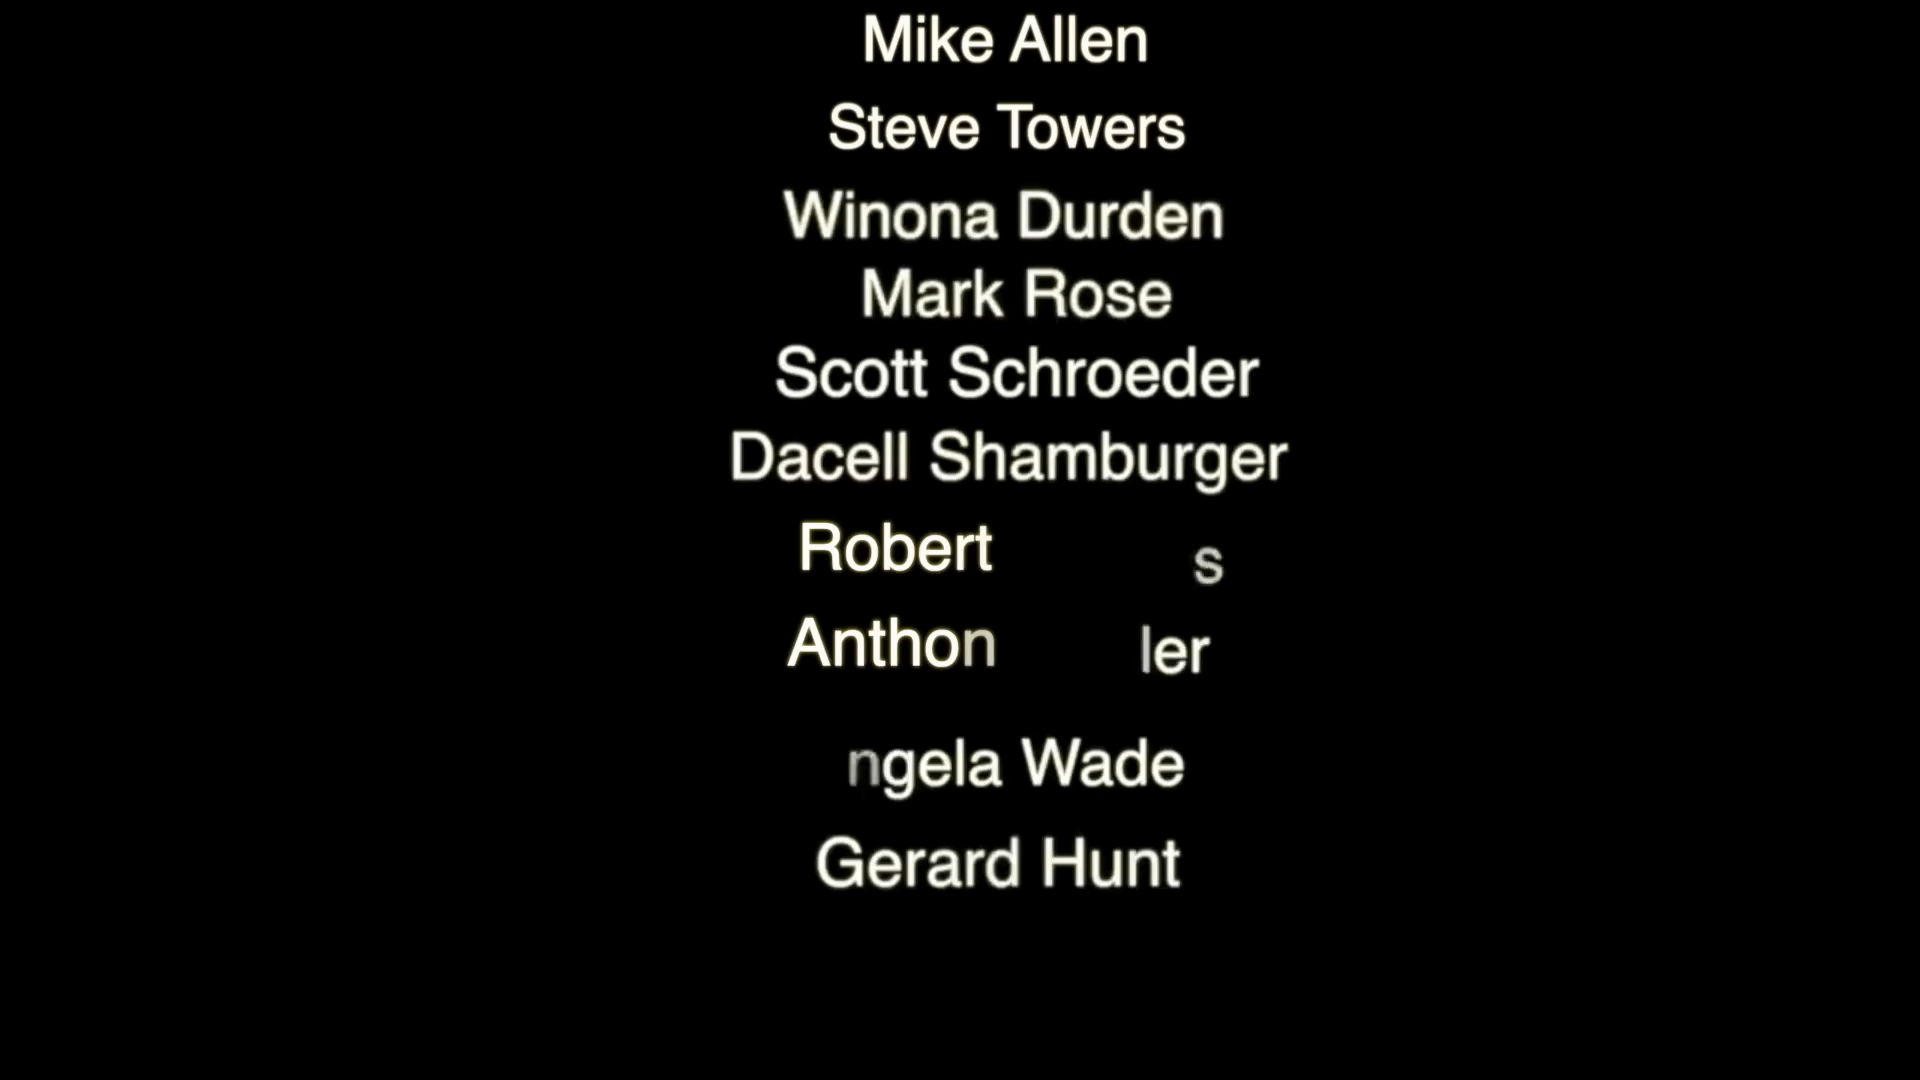 Mike Allen
Steve Towers
Winona Durden
Mark Rose
Scott Schroeder
Dacell Shamburger
Robert s
Anthon ler
ngela Wade
Gerard Hunt